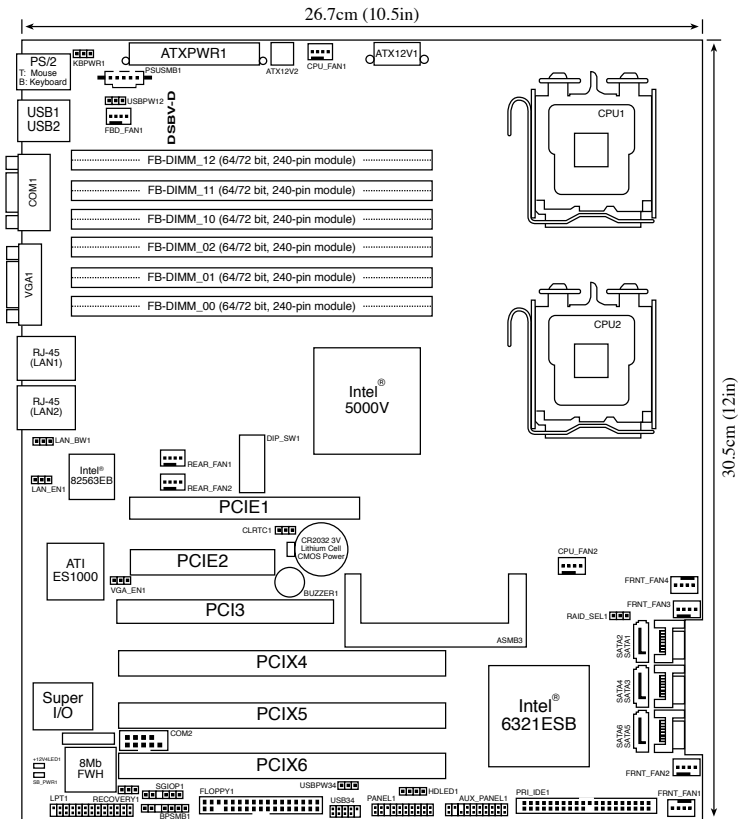 26.7cm (10.5in)
PS/2
T: Mouse
B: Keyboard
KBPWR1
ATXPWR1
PSUSMB1
ATX12V2
CPU_FAN1
ATX12V1
USBPW12
FBD_FAN1
DSBV-D
USB1
USB2
CPU1
COM1
FB-DIMM_12 (64/72 bit, 240-pin module)
FB-DIMM_11 (64/72 bit, 240-pin module)
FB-DIMM_10 (64/72 bit, 240-pin module)
FB-DIMM_02 (64/72 bit, 240-pin module)
FB-DIMM_01 (64/72 bit, 240-pin module)
FB-DIMM_00 (64/72 bit, 240-pin module)
VGA1
CPU2
RJ-45
(LAN1)
RJ-45
(LAN2)
Intel®
5000V
30.5cm (12in)
LAN_BW1
DIP_SW1
REAR_FAN1
REAR_FAN2
LAN_EN1
Intel®
82563EB
PCIE1
CLRTC1
CR2032 3V
Lithium Cell
CMOS Power
PCIE2
ATI
ES1000
VGA_EN1
BUZZER1
CPU_FAN2
FRNT_FAN4
PCI3
FRNT_FAN3
RAID_SEL1
ASMB3
SATA2
SATA1
PCIX4
SATA4
SATA3
Super
I/O
PCIX5
Intel®
6321ESB
COM2
SATA6
SATA5
+12V4LED1
SB_PWR1
8Mb
FWH
PCIX6
FRNT_FAN2
LPT1
RECOVERY1
SGIOP1
BPSMB1
FLOPPY1
USBPW34
USB34
PANEL1
HDLED1
AUX_PANEL1
PRI_IDE1
FRNT_FAN1